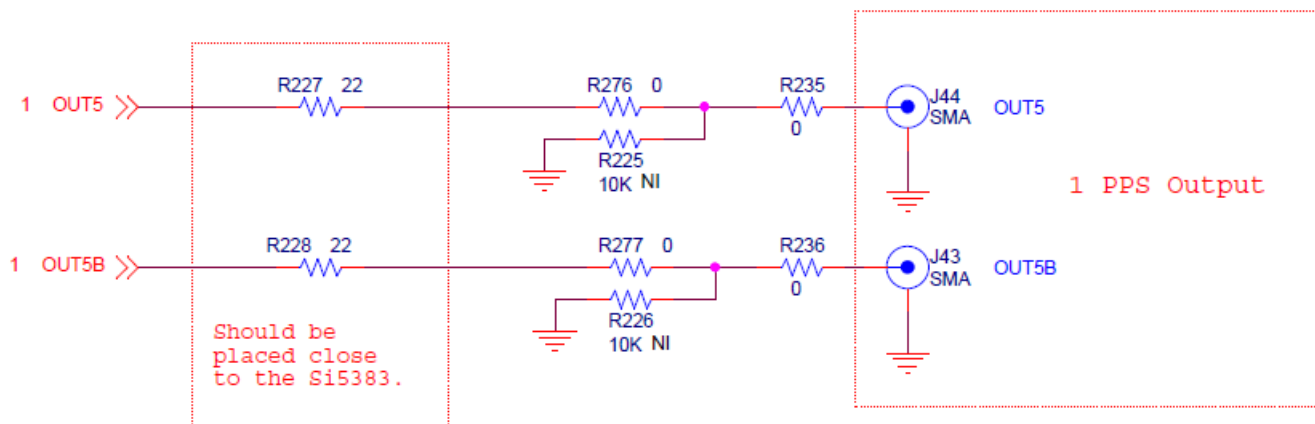 R227 22
R276 0
R235
1 OUT5
J44
SMA
OUT5
0
R225
10K NI
1 PPS Output
R228 22
R277 0
R236
1 OUT5B
J43
SMA
OUT5B
0
R226
10K NI
Should be
placed close
to the Si5383.